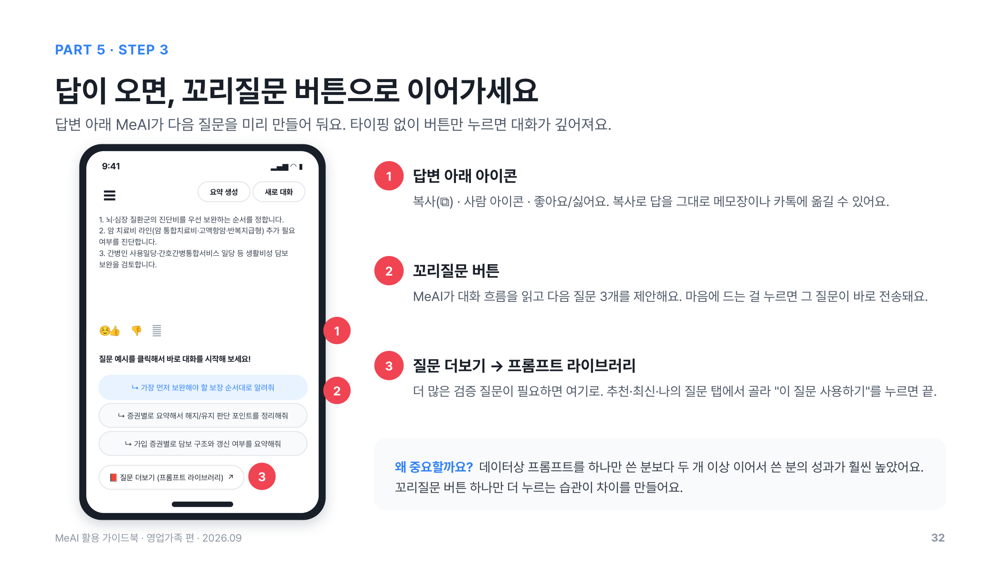 PART 5 · STEP 3
답이 오면, 꼬리질문 버튼으로 이어가세요
답변 아래 MeAI가 다음 질문을 미리 만들어 둬요. 타이핑 없이 버튼만 누르면 대화가 깊어져요.
9:41
요약 생성
새로 대화
1. 뇌·심장 질환군의 진단비를 우선 보완하는 순서를 정합니다.
2. 암 치료비 라인(암 통합치료비·고액항암·반복지급형) 추가 필요
여부를 진단합니다.
3. 간병인 사용일당·간호간병통합서비스 일당 등 생활비성 담보
보완을 검토합니다.
☺️👍 👎
1
질문 예시를 클릭해서 바로 대화를 시작해 보세요!
↳ 가장 먼저 보완해야 할 보장 순서대로 알려줘
2
↳ 증권별로 요약해서 해지/유지 판단 포인트를 정리해줘
↳ 가입 증권별로 담보 구조와 갱신 여부를 요약해줘
📕 질문 더보기 (프롬프트 라이브러리) ↗
3
1 답변 아래 아이콘
복사(⧉) · 사람 아이콘 · 좋아요/싫어요. 복사로 답을 그대로 메모장이나 카톡에 옮길 수 있어요.
2 꼬리질문 버튼
MeAI가 대화 흐름을 읽고 다음 질문 3개를 제안해요. 마음에 드는 걸 누르면 그 질문이 바로 전송돼요.
3 질문 더보기 → 프롬프트 라이브러리
더 많은 검증 질문이 필요하면 여기로. 추천·최신·나의 질문 탭에서 골라 "이 질문 사용하기"를 누르면 끝.
왜 중요할까요? 데이터상 프롬프트를 하나만 쓴 분보다 두 개 이상 이어서 쓴 분의 성과가 훨씬 높았어요.
꼬리질문 버튼 하나만 더 누르는 습관이 차이를 만들어요.
MeAI 활용 가이드북 · 영업가족 편 · 2026.09
32